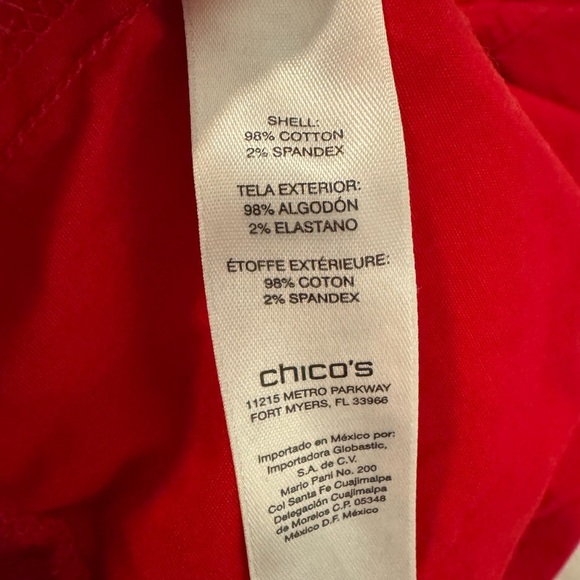 SHELL:
98% COTTON
2% SPANDEX
TELA EXTERIOR:
98% ALGODÓN
2% ELASTANO
ÉTOFFE EXTÉRIEURE:
98% COTON
2% SPANDEX
chico's
11215 METRO PARKWAY
FORT MYERS, FL 33966
Importado en México por:
Importadora Globastic,
S.A. de C.V.
Mario Pani No. 200
Col Santa Fe Cuajimalpa
Delegación Cuajimalpa
de Morelos C.P. 05348
México D.F. México